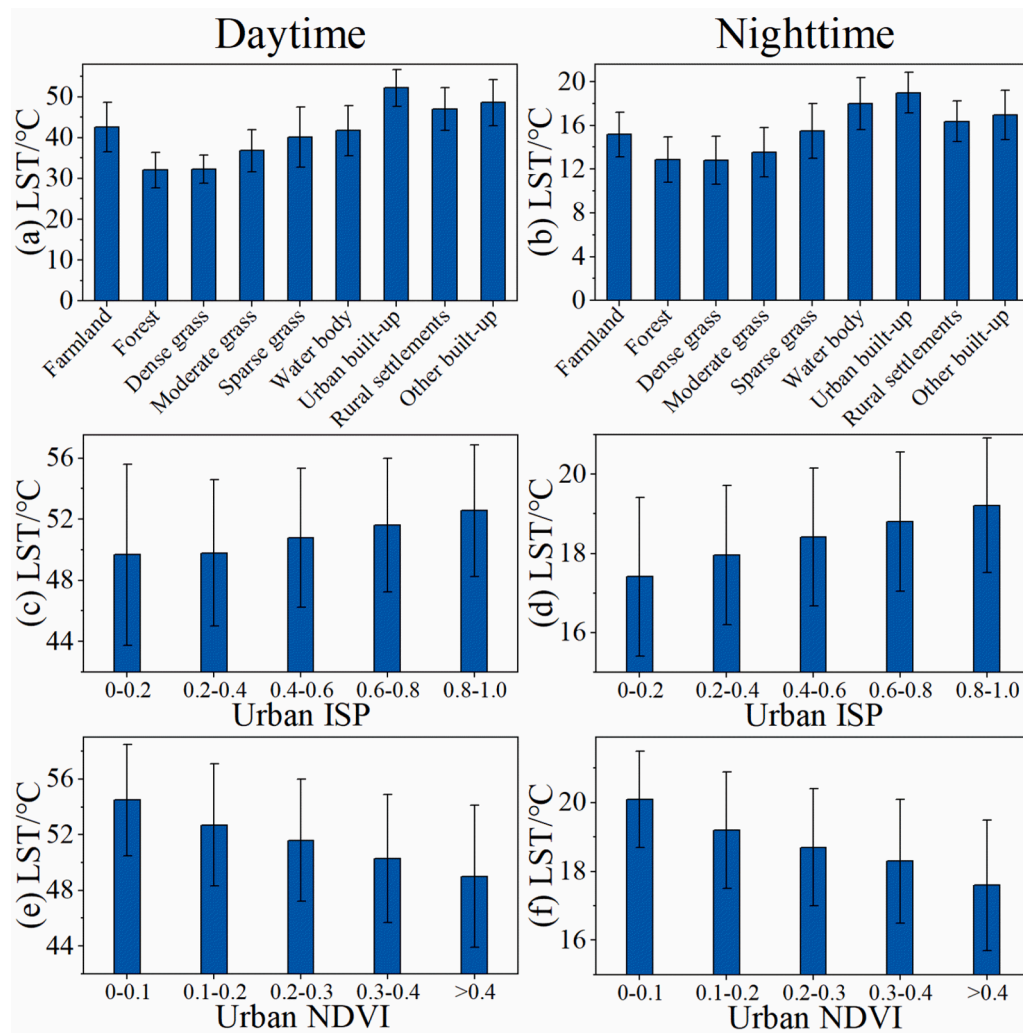 Daytime
Nighttime
(a) LST/°C
50
40
30
20
10
0
Farmland
Forest
Dense grass
Moderate grass
Sparse grass
Water body
Urban built-up
Rural settlements
Other built-up
(b) LST/°C
20
16
12
8
4
0
Farmland
Forest
Dense grass
Moderate grass
Sparse grass
Water body
Urban built-up
Rural settlements
Other built-up
(c) LST/°C
56
52
48
44
0-0.2 0.2-0.4 0.4-0.6 0.6-0.8 0.8-1.0
Urban ISP
(d) LST/°C
20
18
16
0-0.2 0.2-0.4 0.4-0.6 0.6-0.8 0.8-1.0
Urban ISP
(e) LST/°C
56
52
48
44
0-0.1 0.1-0.2 0.2-0.3 0.3-0.4 >0.4
Urban NDVI
(f) LST/°C
20
18
16
0-0.1 0.1-0.2 0.2-0.3 0.3-0.4 >0.4
Urban NDVI